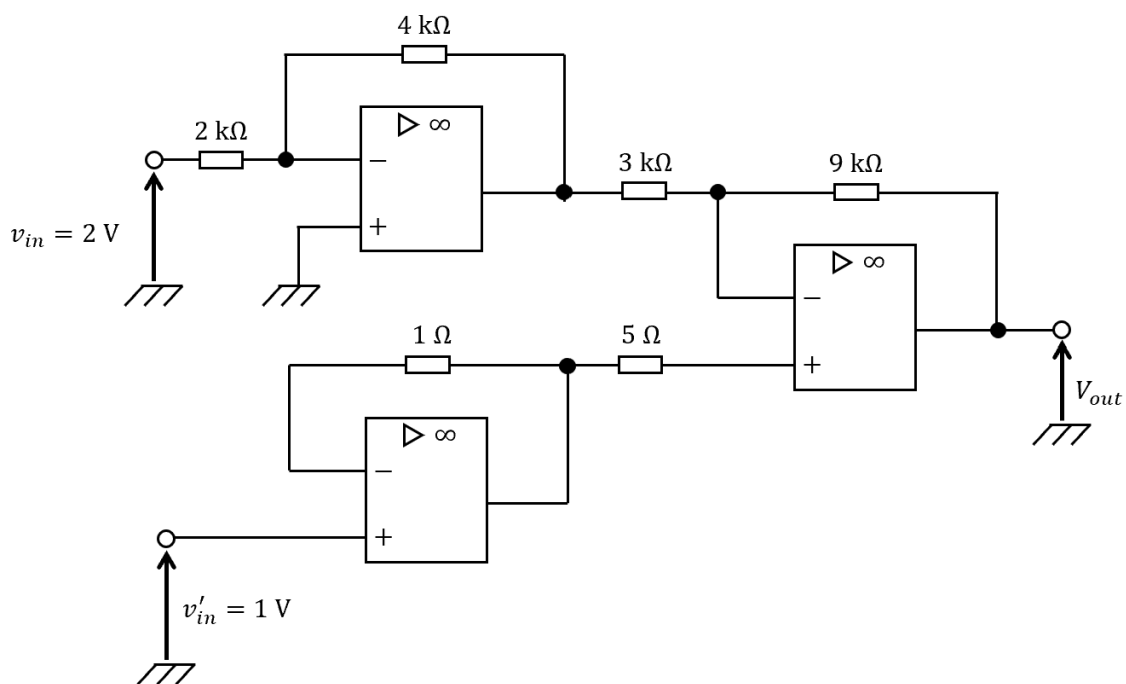 4 kΩ
▷ ∞
2 kΩ
−
+
v_in = 2 V
3 kΩ
9 kΩ
▷ ∞
−
+
1 Ω
5 Ω
V_out
▷ ∞
−
+
v'_in = 1 V